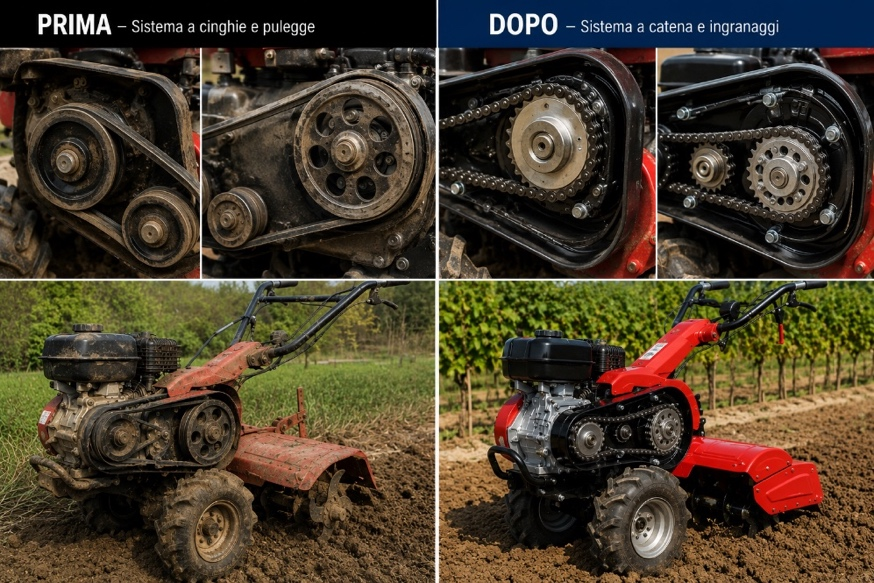 PRIMA – Sistema a cinghie e pulegge
DOPO – Sistema a catena e ingranaggi